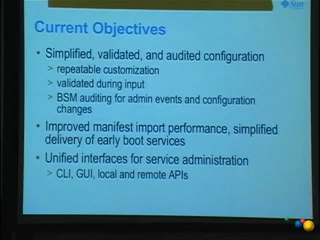 Sun
Current Objectives
• Simplified, validated, and audited configuration
> repeatable customization
> validated during input
> BSM auditing for admin events and configuration
changes
• Improved manifest import performance, simplified
delivery of early boot services
• Unified interfaces for service administration
> CLI, GUI, local and remote APIs